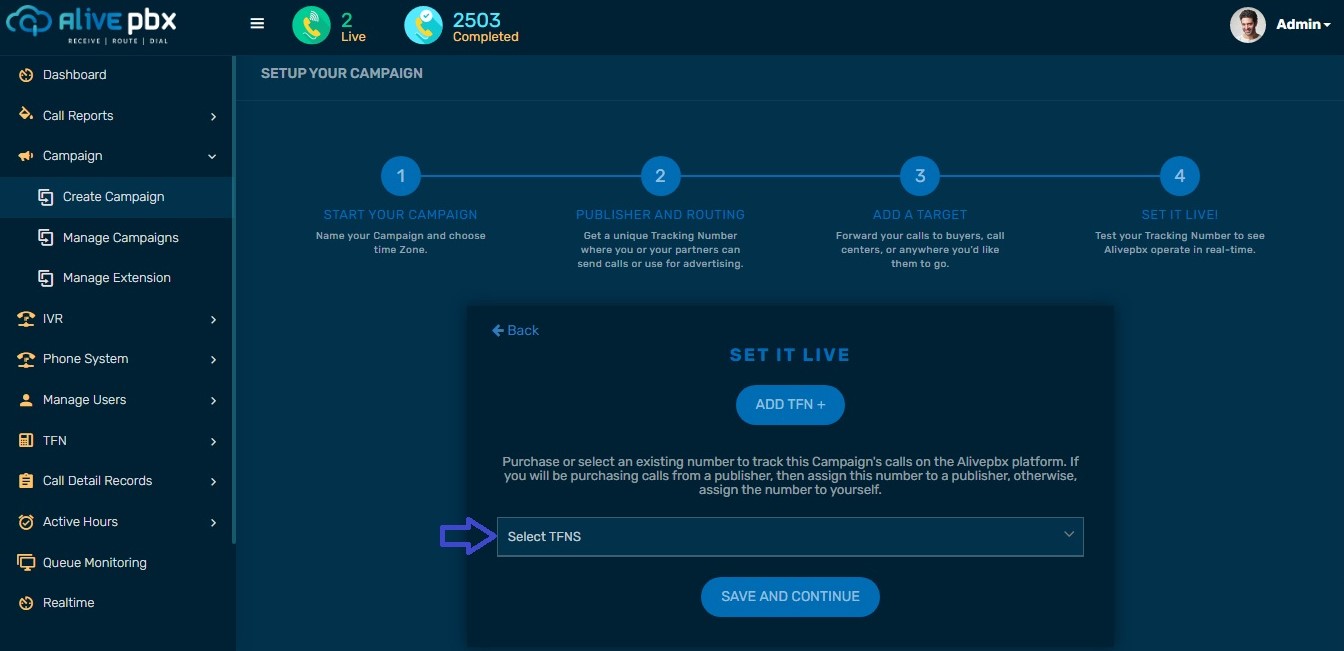 ALIVE pbx
RECEIVE | ROUTE | DIAL
2
Live
2503
Completed
Admin
Dashboard
Call Reports
Campaign
Create Campaign
Manage Campaigns
Manage Extension
IVR
Phone System
Manage Users
TFN
Call Detail Records
Active Hours
Queue Monitoring
Realtime
SETUP YOUR CAMPAIGN
1
START YOUR CAMPAIGN
Name your Campaign and choose
time Zone.
2
PUBLISHER AND ROUTING
Get a unique Tracking Number
where you or your partners can
send calls or use for advertising.
3
ADD A TARGET
Forward your calls to buyers, call
centers, or anywhere you'd like
them to go.
4
SET IT LIVE!
Test your Tracking Number to see
Alivepbx operate in real-time.
Back
SET IT LIVE
ADD TFN +
Purchase or select an existing number to track this Campaign's calls on the Alivepbx platform. If
you will be purchasing calls from a publisher, then assign this number to a publisher, otherwise,
assign the number to yourself.
Select TFNS
SAVE AND CONTINUE